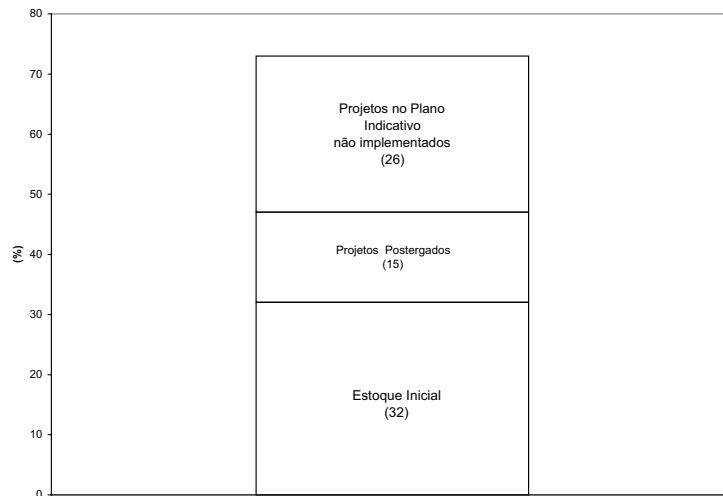 80
70
60
50
40
30
20
10
0
(%)
Projetos no Plano
Indicativo
não implementados
(26)
Projetos Postergados
(15)
Estoque Inicial
(32)